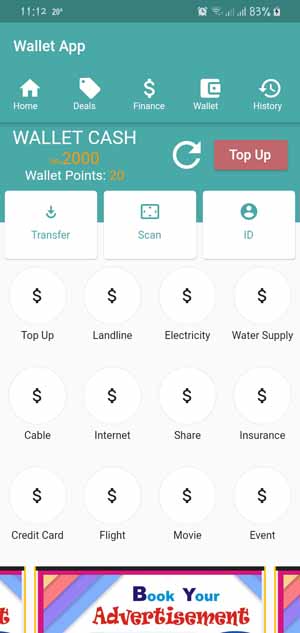 11:12 20° 83%
Wallet App
Home Deals Finance Wallet History
WALLET CASH
2000
Top Up
Wallet Points: 20
Transfer Scan ID
$ $ $ $
Top Up Landline Electricity Water Supply
$ $ $ $
Cable Internet Share Insurance
$ $ $ $
Credit Card Flight Movie Event
Book Your
Advertisement